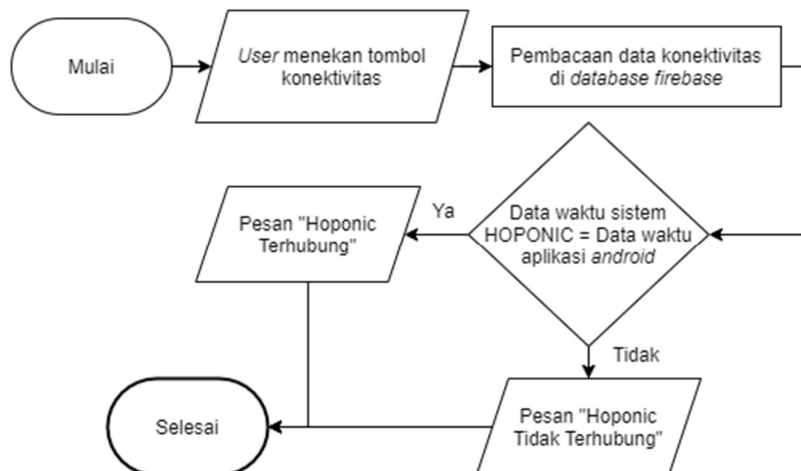 Mulai
User menekan tombol
konektivitas
Pembacaan data konektivitas
di database firebase
Data waktu sistem
HOPONIC = Data waktu
aplikasi android
Ya
Pesan "Hoponic
Terhubung"
Tidak
Pesan "Hoponic
Tidak Terhubung"
Selesai